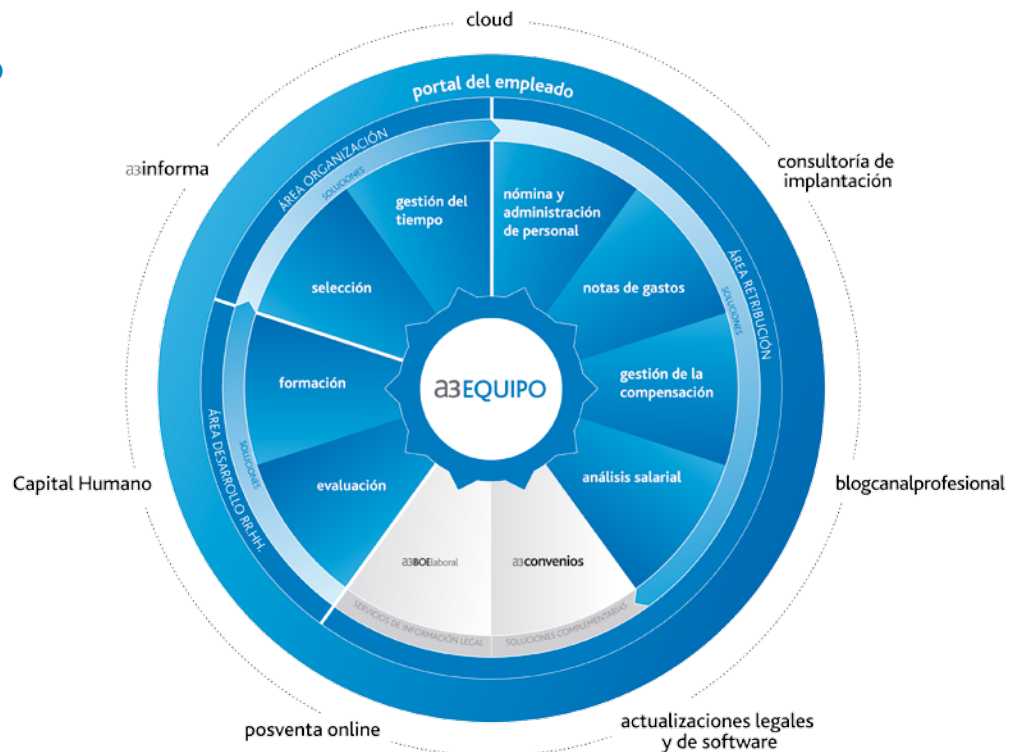 cloud
portal del empleado
a3informa
consultoría de
implantación
ÁREA ORGANIZACIÓN
SOLUCIONES
gestión del
tiempo
nómina y
administración
de personal
selección
notas de gastos
ÁREA RETRIBUCIÓN
SOLUCIONES
formación
a3EQUIPO
gestión de la
compensación
ÁREA DESARROLLO RR.HH.
SOLUCIONES
evaluación
análisis salarial
Capital Humano
blogcanalprofesional
a3BOElaboral
a3convenios
SERVICIOS DE INFORMACIÓN LEGAL
SOLUCIONES COMPLEMENTARIAS
posventa online
actualizaciones legales
y de software